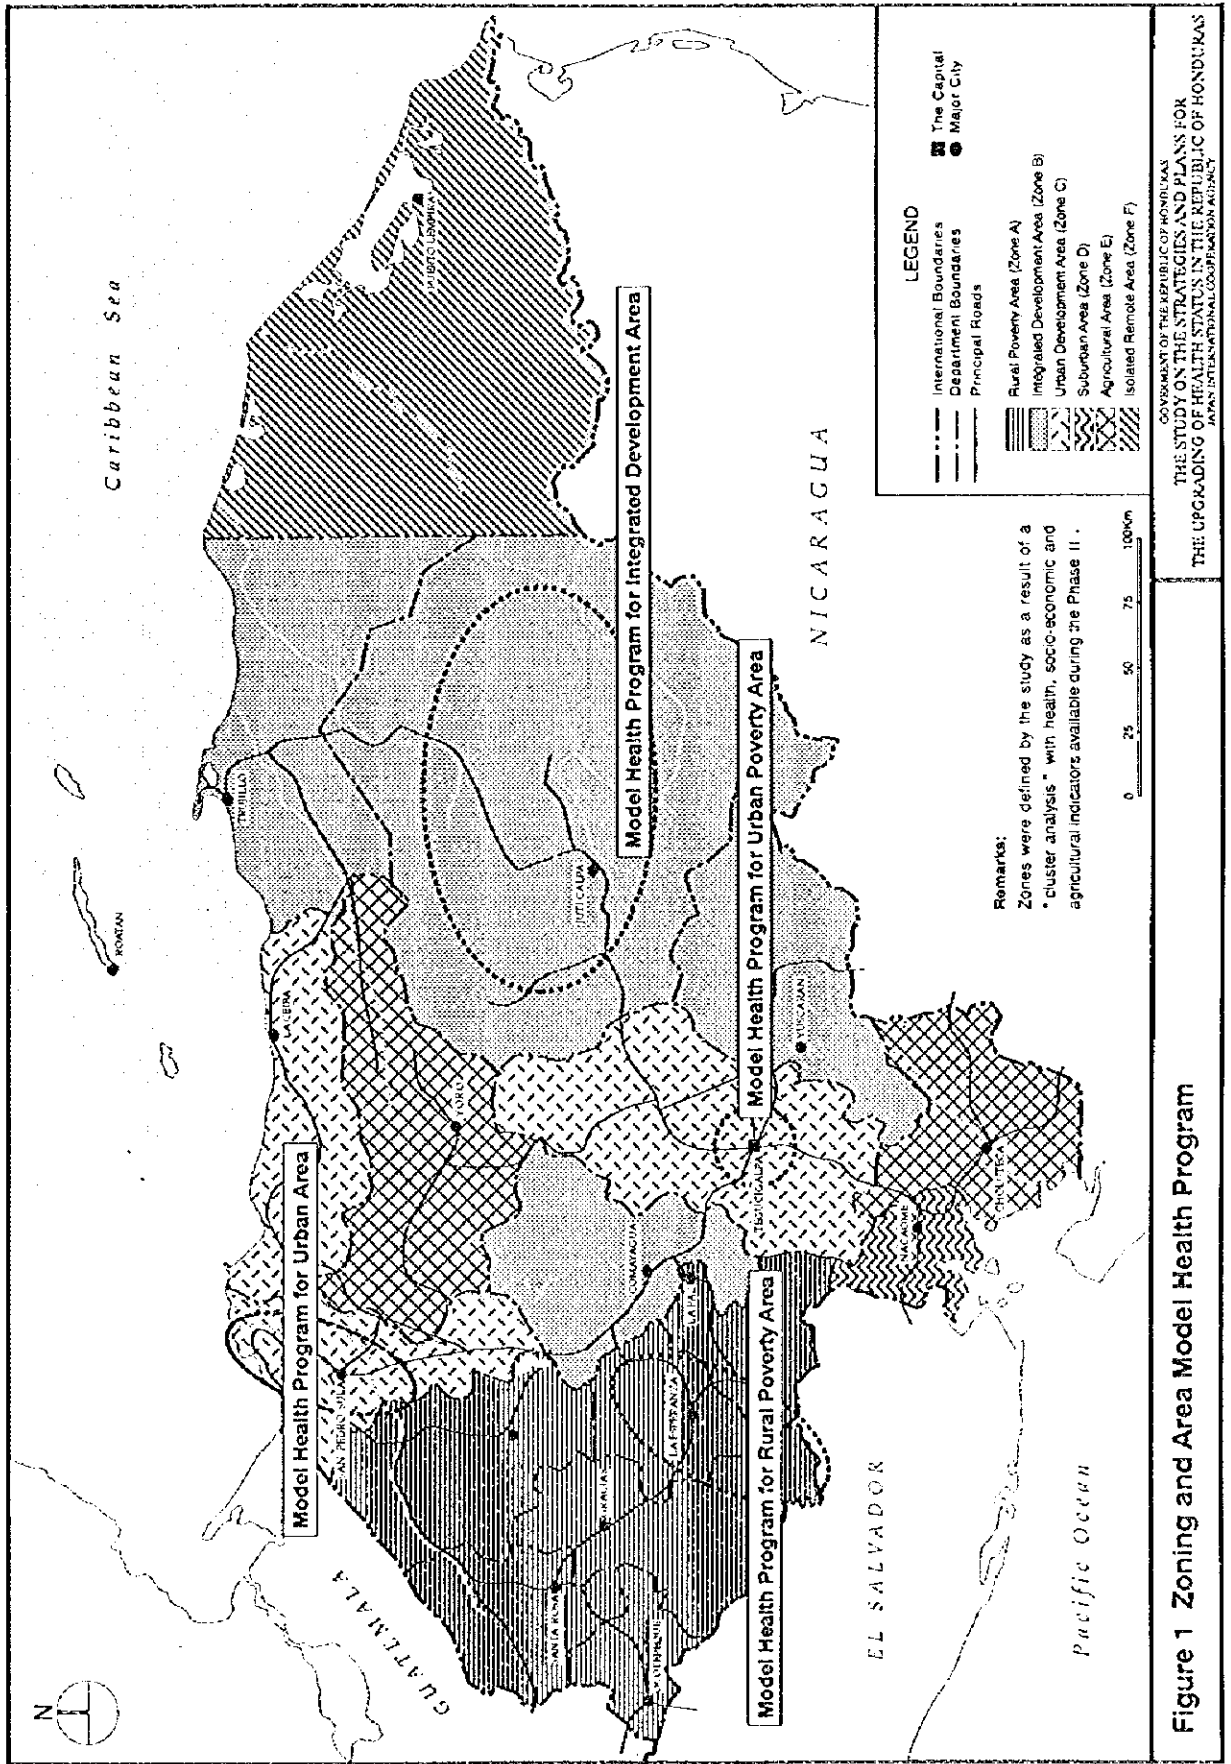 N
Caribbean Sea
ROATAN
TRUJILLO
LA CEIBA
PUERTO LEMPIRA
Model Health Program for Urban Area
SAN PEDRO SULA
YORO
GUATEMALA
JUTICALPA
Model Health Program for Integrated Development Area
SANTA ROSA
GRACIAS
COMAYAGUA
LA ESPERANZA
LA PAZ
TEGUCIGALPA
YUSCARAN
Model Health Program for Urban Poverty Area
Model Health Program for Rural Poverty Area
NACAOME
CHOLUTECA
NICARAGUA
EL SALVADOR
Pacific Ocean
Remarks:
Zones were defined by the study as a result of a
" cluster analysis " with health, socio-economic and
agricultural indicators available during the Phase II .
0 25 50 75 100Km
LEGEND
International Boundaries
Department Boundaries
Principal Roads
The Capital
Major City
Rural Poverty Area (Zone A)
Integrated Development Area (Zone B)
Urban Development Area (Zone C)
Suburban Area (Zone D)
Agricultural Area (Zone E)
Isolated Remote Area (Zone F)
Figure 1 Zoning and Area Model Health Program
GOVERNMENT OF THE REPUBLIC OF HONDURAS
THE STUDY ON THE STRATEGIES AND PLANS FOR
THE UPGRADING OF HEALTH STATUS IN THE REPUBLIC OF HONDURAS
JAPAN INTERNATIONAL COOPERATION AGENCY